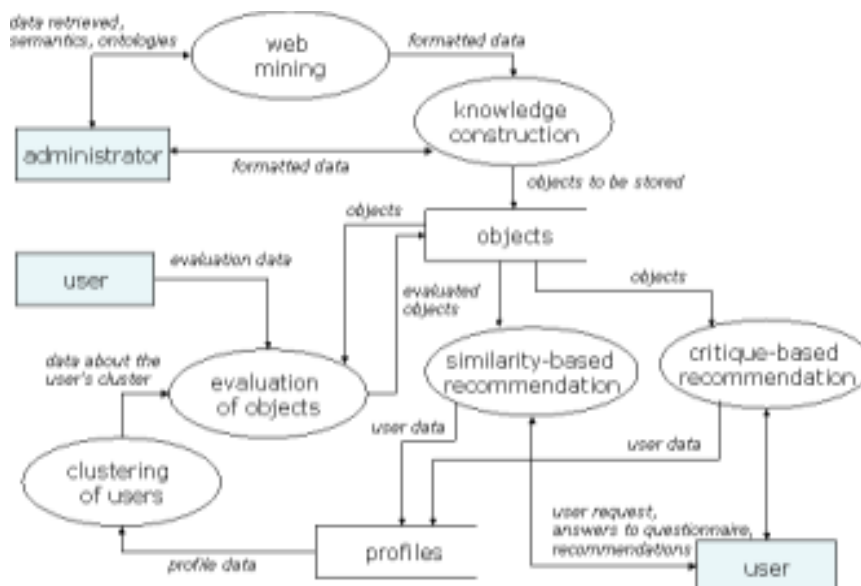 data retrieved,
semantics, ontologies
web
mining
formatted data
knowledge
construction
administrator
formatted data
objects to be stored
objects
objects
user
evaluation data
evaluated
objects
objects
data about the
user's cluster
evaluation
of objects
similarity-based
recommendation
critique-based
recommendation
user data
user data
clustering
of users
profile data
profiles
user request,
answers to questionnaire,
recommendations
user